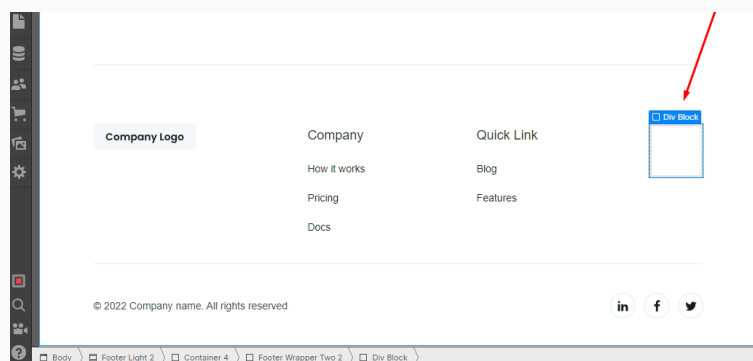 Div Block
Company Logo
Company
Quick Link
How it works
Blog
Pricing
Features
Docs
© 2022 Company name. All rights reserved
in f
Body
Footer Light 2
Container 4
Footer Wrapper Two 2
Div Block